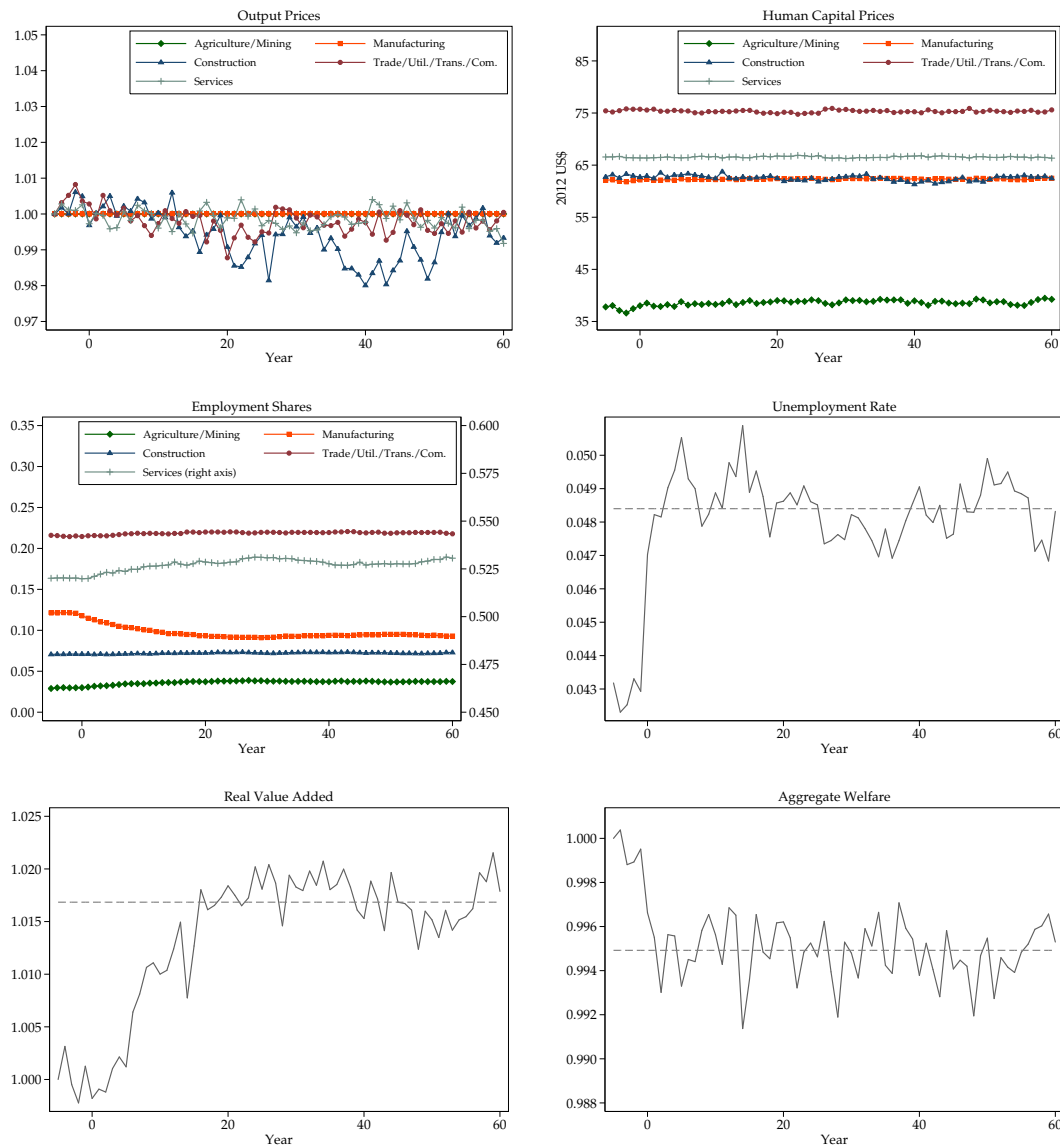 Output Prices
Agriculture/Mining
Manufacturing
Construction
Trade/Util./Trans./Com.
Services
1.05
1.04
1.03
1.02
1.01
1.00
0.99
0.98
0.97
0
20
40
60
Year
Human Capital Prices
Agriculture/Mining
Manufacturing
Construction
Trade/Util./Trans./Com.
Services
2012 US$
85
75
65
55
45
35
0
20
40
60
Year
Employment Shares
Agriculture/Mining
Manufacturing
Construction
Trade/Util./Trans./Com.
Services (right axis)
0.35
0.30
0.25
0.20
0.15
0.10
0.05
0.00
0.600
0.575
0.550
0.525
0.500
0.475
0.450
0
20
40
60
Year
Unemployment Rate
0.050
0.049
0.048
0.047
0.046
0.045
0.044
0.043
0
20
40
60
Year
Real Value Added
1.025
1.020
1.015
1.010
1.005
1.000
0
20
40
60
Year
Aggregate Welfare
1.000
0.998
0.996
0.994
0.992
0.990
0.988
0
20
40
60
Year